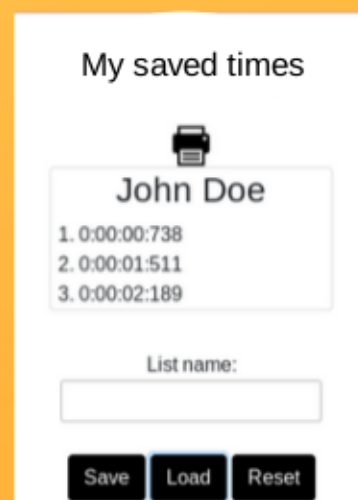 My saved times
John Doe
1. 0:00:00:738
2. 0:00:01:511
3. 0:00:02:189
List name:
Save Load Reset